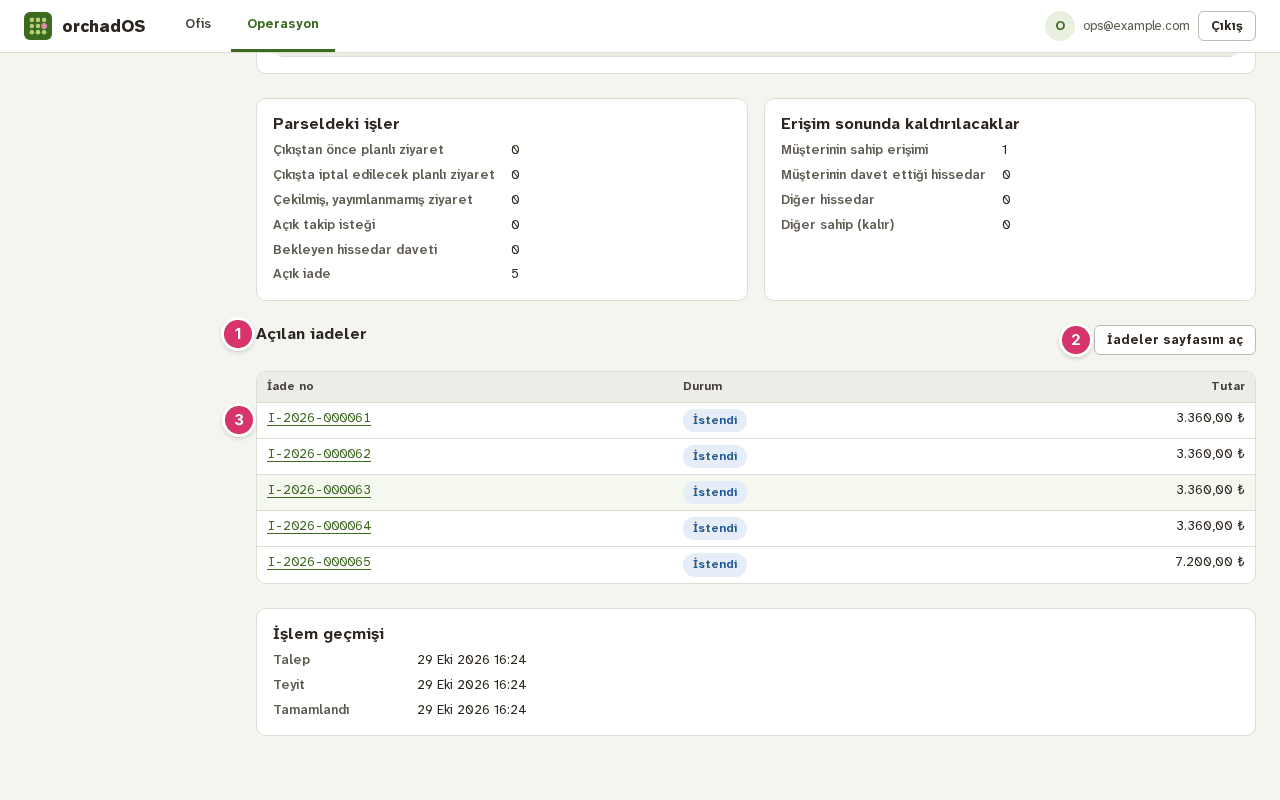 orchadOS
Ofis
Operasyon
O
ops@example.com
Çıkış
Parseldeki işler
Çıkıştan önce planlı ziyaret 0
Çıkışta iptal edilecek planlı ziyaret 0
Çekilmiş, yayımlanmamış ziyaret 0
Açık takip isteği 0
Bekleyen hissedar daveti 0
Açık iade 5
Erişim sonunda kaldırılacaklar
Müşterinin sahip erişimi 1
Müşterinin davet ettiği hissedar 0
Diğer hissedar 0
Diğer sahip (kalır) 0
1 Açılan iadeler
2 İadeler sayfasını aç
İade no Durum Tutar
3 I-2026-000061 İstendi 3.360,00 ₺
I-2026-000062 İstendi 3.360,00 ₺
I-2026-000063 İstendi 3.360,00 ₺
I-2026-000064 İstendi 3.360,00 ₺
I-2026-000065 İstendi 7.200,00 ₺
İşlem geçmişi
Talep 29 Eki 2026 16:24
Teyit 29 Eki 2026 16:24
Tamamlandı 29 Eki 2026 16:24